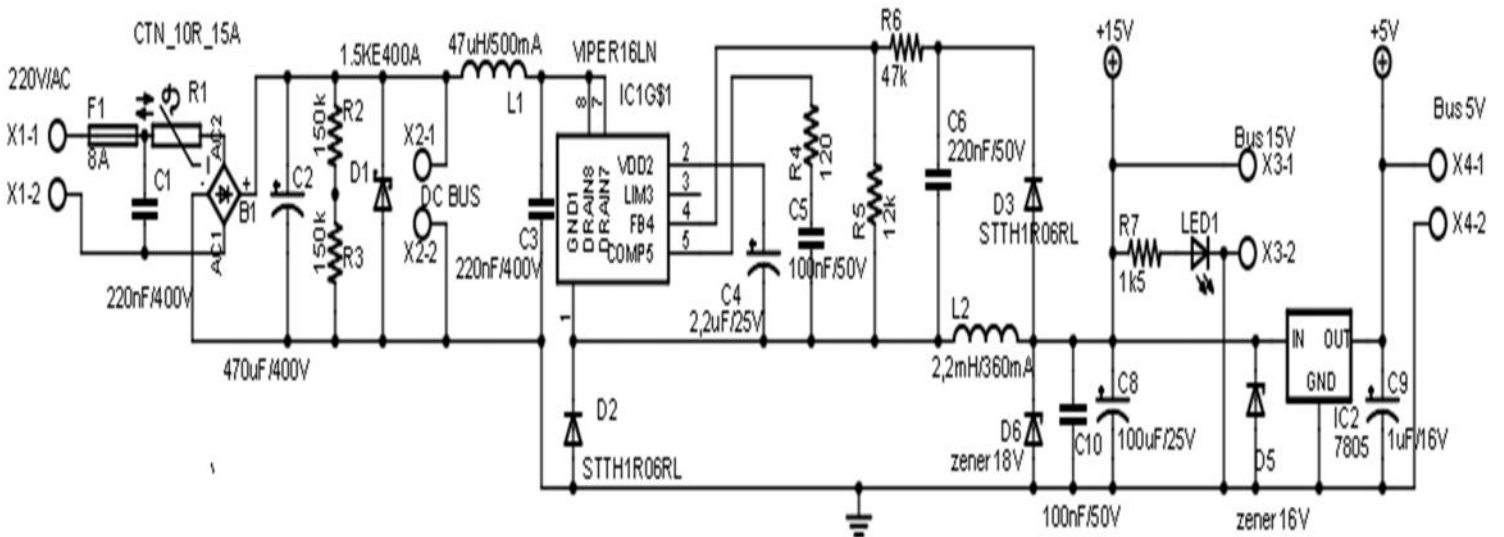 CTN_10R_15A
220V/AC
F1
R1
X1-1
8A
X1-2
C1
AC2
AC1
B1
-
+
220nF/400V
C2
470uF/400V
R2
150k
R3
150k
1.5KE400A
D1
X2-1
DC BUS
X2-2
47uH/500mA
L1
C3
220nF/400V
VIPER16LN
IC1G$1
8
7
GND1
DRAIN8
DRAIN7
VDD2
LIM3
FB4
COMP5
2
3
4
5
1
D2
STTH1R06RL
C4
2,2uF/25V
R4
120
C5
100nF/50V
R5
12k
R6
47k
C6
220nF/50V
L2
2,2mH/360mA
D3
STTH1R06RL
D6
zener 18V
C10
100nF/50V
+15V
C8
100uF/25V
R7
1k5
LED1
Bus 15V
X3-1
X3-2
D5
zener 16V
IN
OUT
GND
IC2
7805
+5V
C9
1uF/16V
Bus 5V
X4-1
X4-2